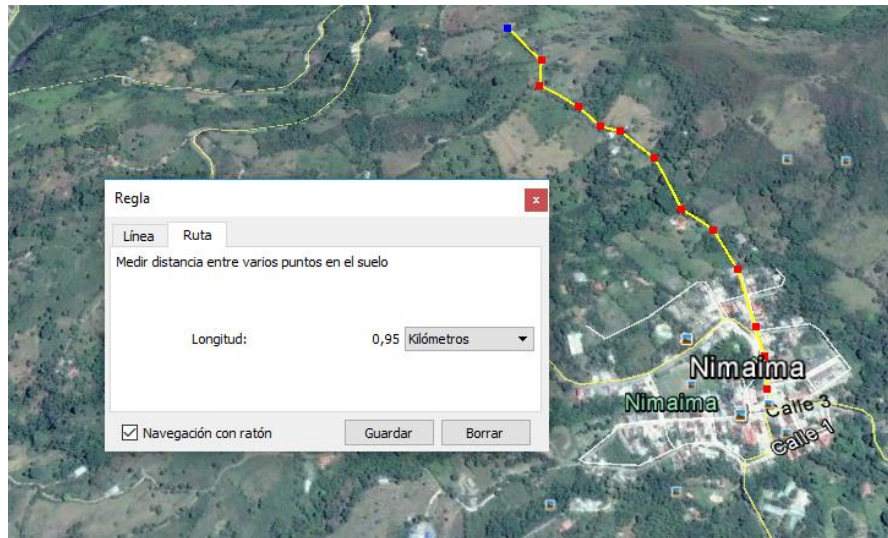 Regla
x
Línea
Ruta
Medir distancia entre varios puntos en el suelo
Longitud:
0,95 Kilómetros
Navegación con ratón
Guardar
Borrar
Nimaima
Nimaima
Calle 3
Calle 1